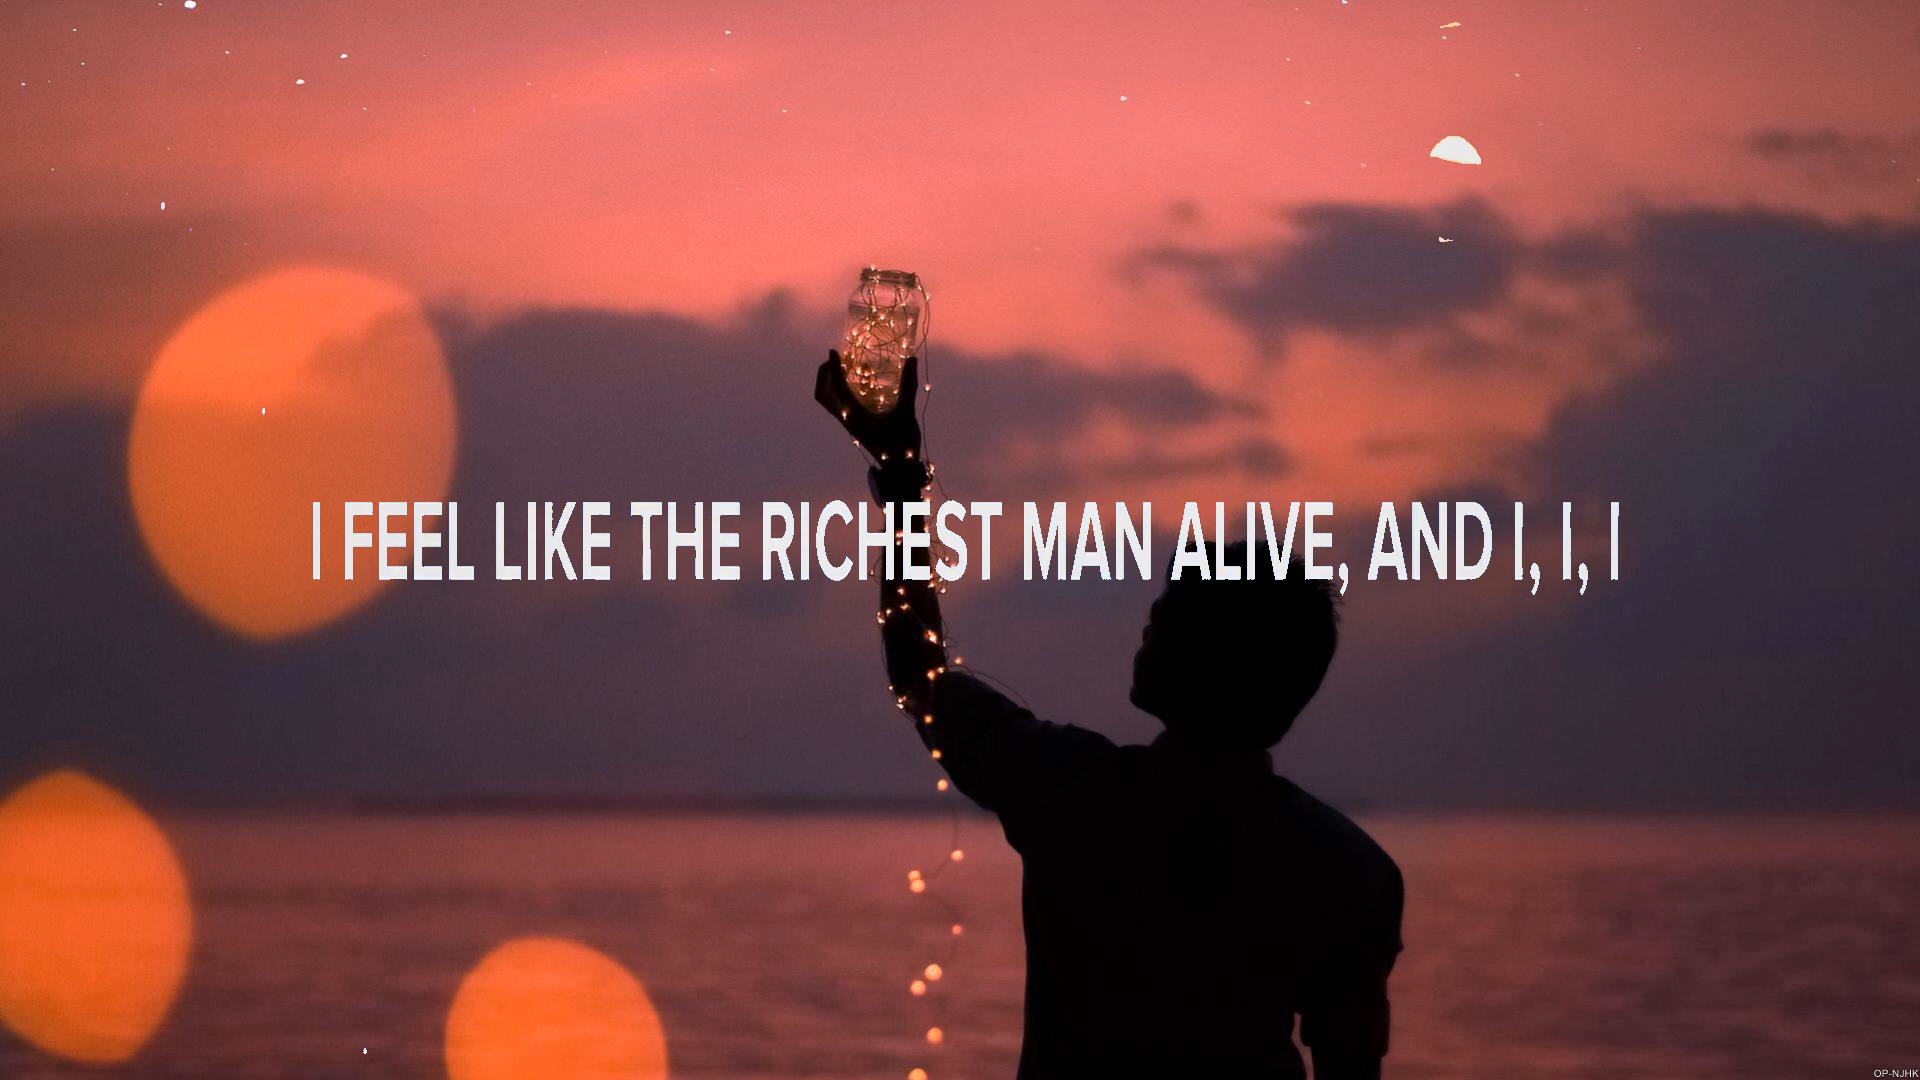 I FEEL LIKE THE RICHEST MAN ALIVE, AND I, I, I
OP-NJHK